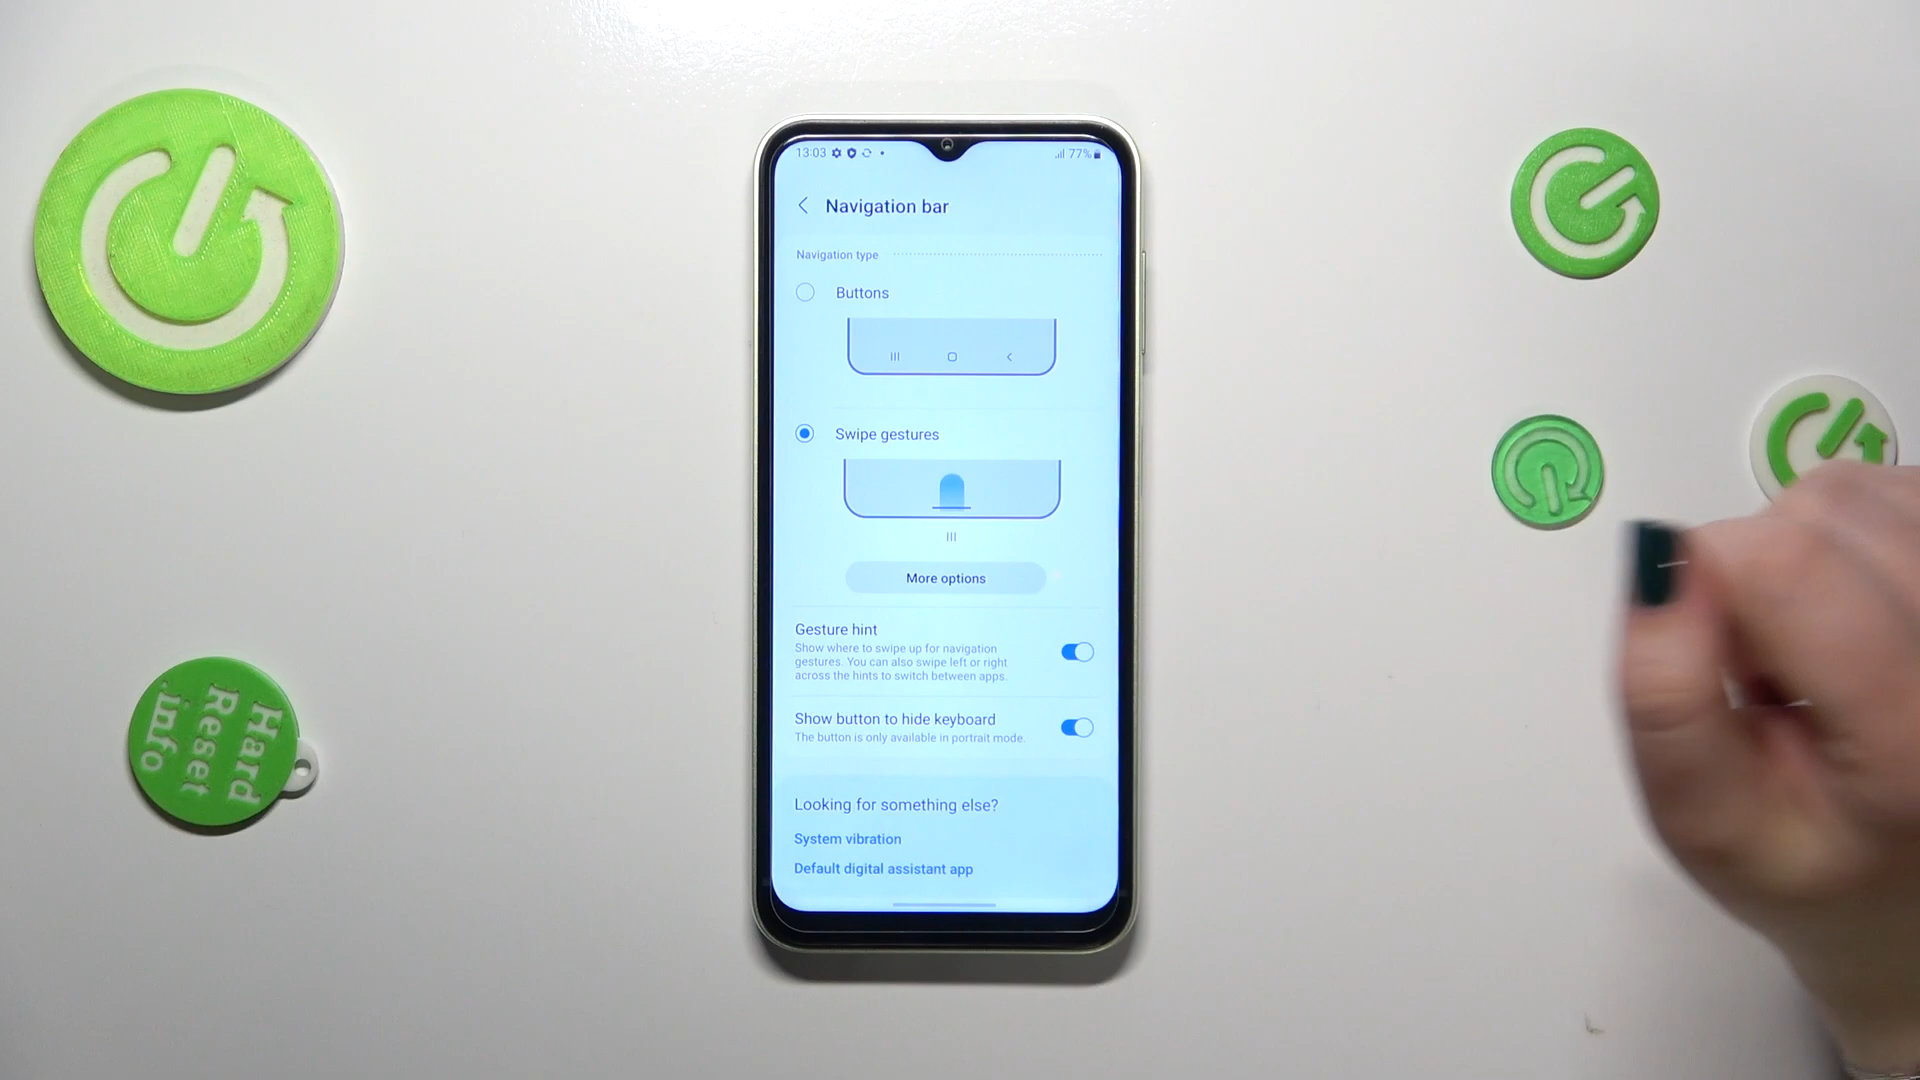 13:03
77%
Navigation bar
Navigation type
Buttons
Swipe gestures
More options
Gesture hint
Show where to swipe up for navigation
gestures. You can also swipe left or right
across the hints to switch between apps.
Show button to hide keyboard
The button is only available in portrait mode.
Looking for something else?
System vibration
Default digital assistant app
Hard
Reset
.info